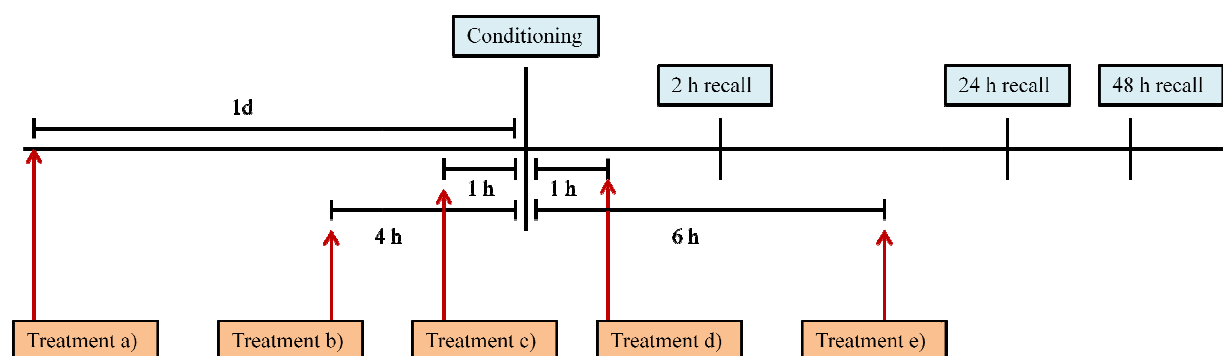 Conditioning
2 h recall
24 h recall
48 h recall
1d
1 h
1 h
4 h
6 h
Treatment a)
Treatment b)
Treatment c)
Treatment d)
Treatment e)